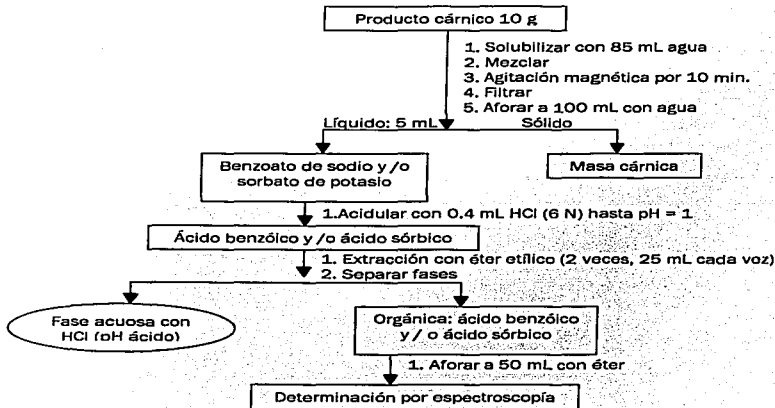 Producto cárnico 10 g
1. Solubilizar con 85 mL agua
2. Mezclar
3. Agitación magnética por 10 min.
4. Filtrar
5. Aforar a 100 mL con agua
Líquido: 5 mL
Sólido
Benzoato de sodio y /o
sorbato de potasio
Masa cárnica
1.Acidular con 0.4 mL HCl (6 N) hasta pH = 1
Ácido benzóico y /o ácido sórbico
1. Extracción con éter etílico (2 veces, 25 mL cada voz)
2. Separar fases
Fase acuosa con
HCl (pH ácido)
Orgánica: ácido benzóico
y / o ácido sórbico
1. Aforar a 50 mL con éter
Determinación por espectroscopía